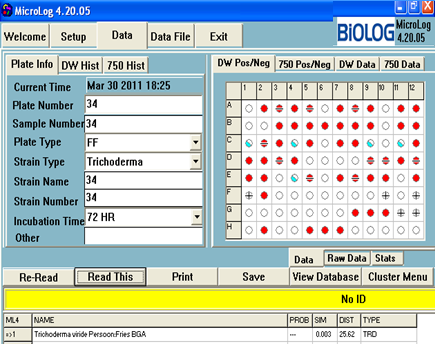 MicroLog 4.20.05
Welcome Setup Data Data File Exit
BiOLOG MicroLog
4.20.05
Plate Info DW Hist 750 Hist
Current Time Mar 30 2011 18:25
Plate Number 34
Sample Number 34
Plate Type FF
Strain Type Trichoderma
Strain Name 34
Strain Number 34
Incubation Time 72 HR
Other
DW Pos/Neg 750 Pos/Neg DW Data 750 Data
1 2 3 4 5 6 7 8 9 10 11 12
A
B
C
D
E
F
G
H
Data Raw Data Stats
Re-Read Read This Print Save View Database Cluster Menu
No ID
ML4 NAME PROB SIM DIST TYPE
=>1 Trichoderma viride Persoon:Fries BGA --- 0.003 25.62 TRD